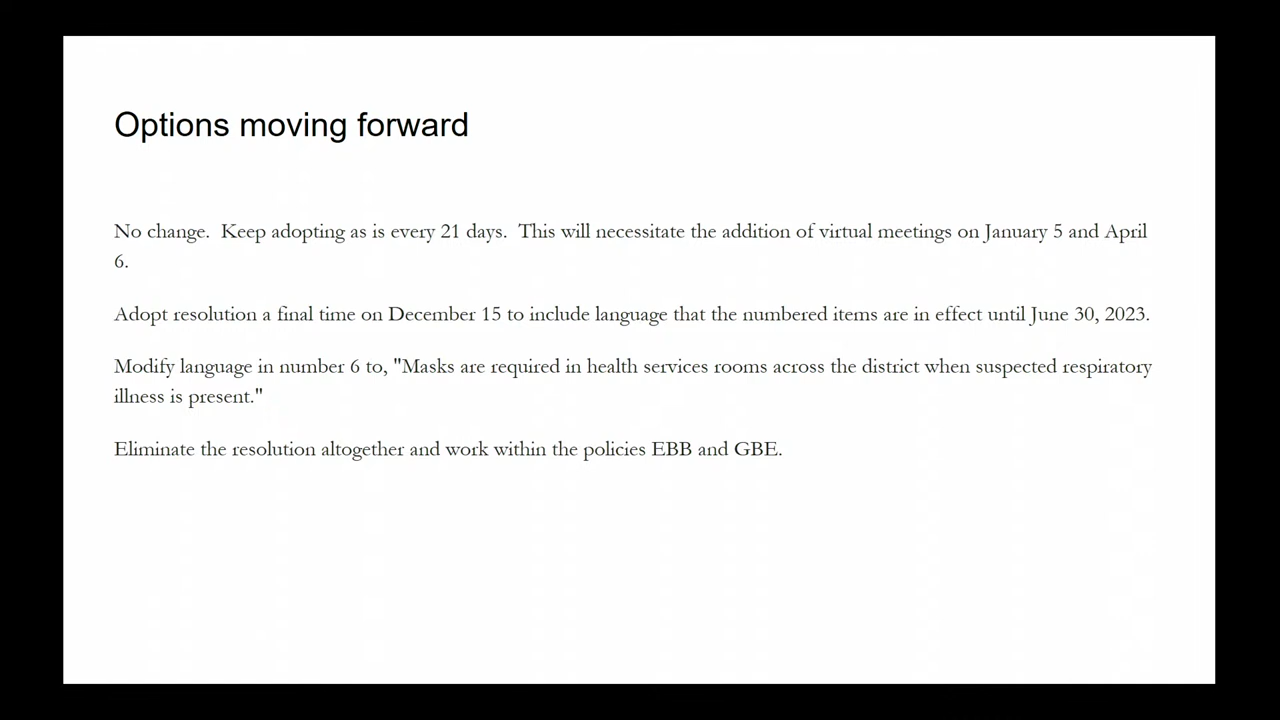 Options moving forward
No change.  Keep adopting as is every 21 days.  This will necessitate the addition of virtual meetings on January 5 and April
6.
Adopt resolution a final time on December 15 to include language that the numbered items are in effect until June 30, 2023.
Modify language in number 6 to, "Masks are required in health services rooms across the district when suspected respiratory
illness is present."
Eliminate the resolution altogether and work within the policies EBB and GBE.